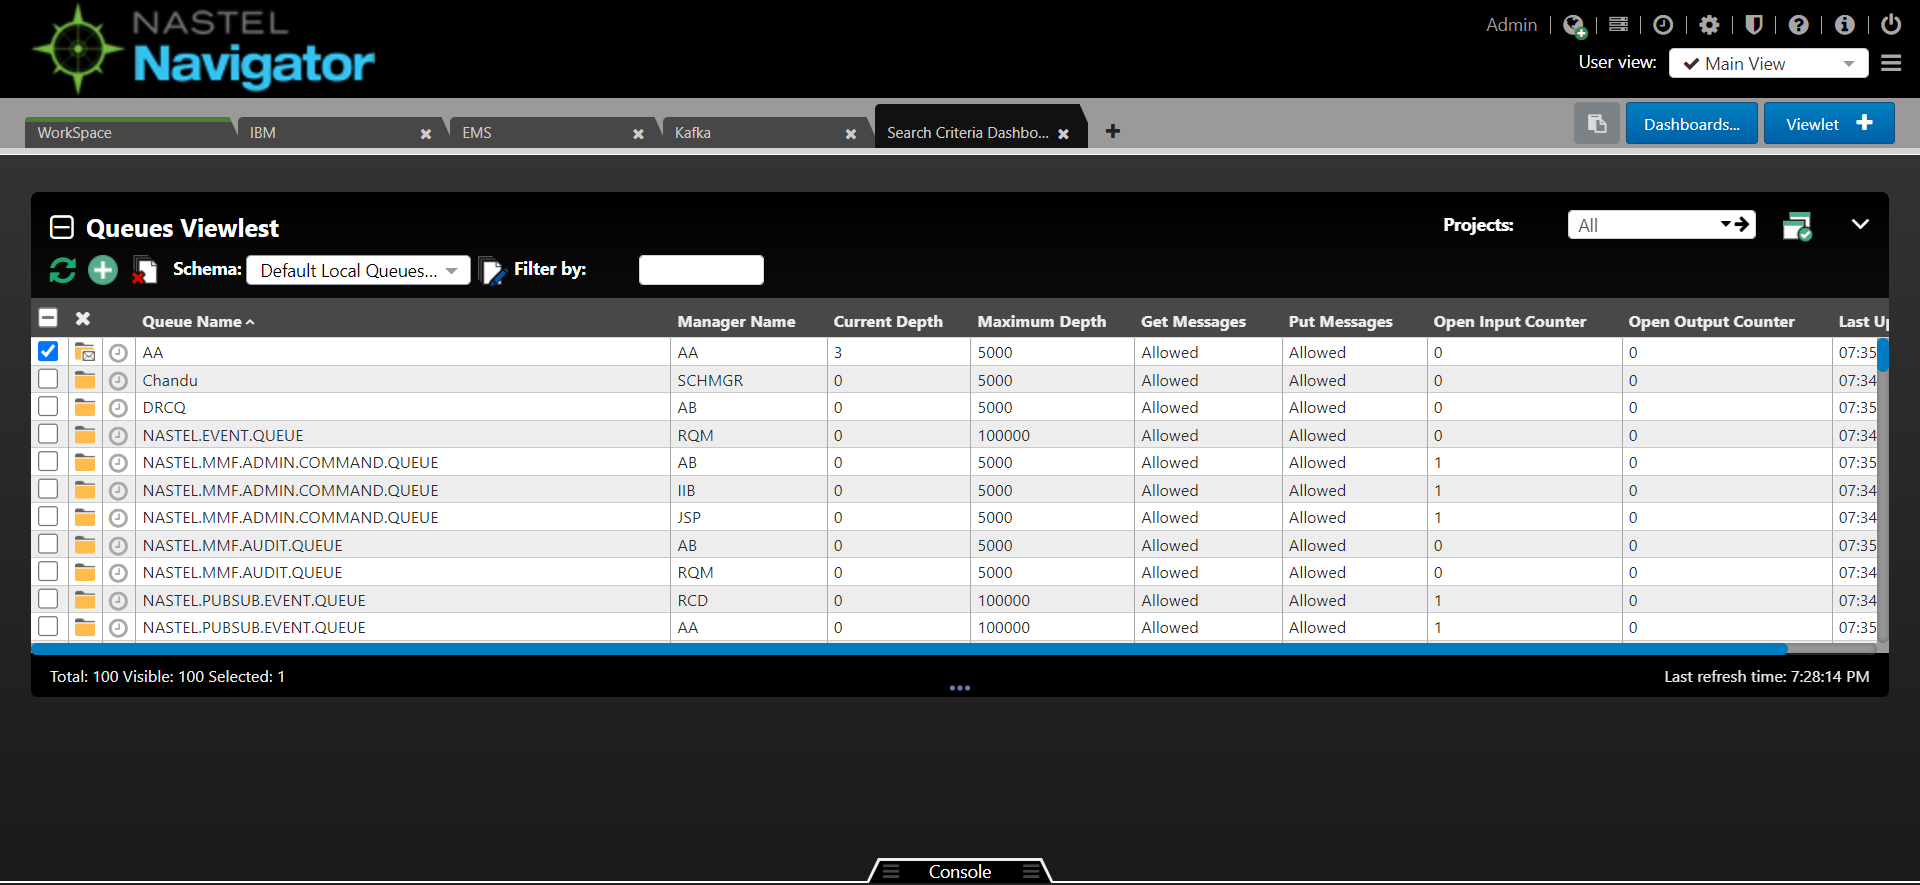 NASTEL
Navigator
Admin
User view: Main View
WorkSpace IBM EMS Kafka Search Criteria Dashbo...
Dashboards... Viewlet
Queues Viewlest
Projects: All
Schema: Default Local Queues... Filter by:
Queue Name Manager Name Current Depth Maximum Depth Get Messages Put Messages Open Input Counter Open Output Counter Last Up
AA AA 3 5000 Allowed Allowed 0 0 07:35
Chandu SCHMGR 0 5000 Allowed Allowed 0 0 07:34
DRCQ AB 0 5000 Allowed Allowed 0 0 07:35
NASTEL.EVENT.QUEUE RQM 0 100000 Allowed Allowed 0 0 07:34
NASTEL.MMF.ADMIN.COMMAND.QUEUE AB 0 5000 Allowed Allowed 1 0 07:35
NASTEL.MMF.ADMIN.COMMAND.QUEUE IIB 0 5000 Allowed Allowed 1 0 07:34
NASTEL.MMF.ADMIN.COMMAND.QUEUE JSP 0 5000 Allowed Allowed 1 0 07:34
NASTEL.MMF.AUDIT.QUEUE AB 0 5000 Allowed Allowed 0 0 07:35
NASTEL.MMF.AUDIT.QUEUE RQM 0 5000 Allowed Allowed 0 0 07:34
NASTEL.PUBSUB.EVENT.QUEUE RCD 0 100000 Allowed Allowed 1 0 07:34
NASTEL.PUBSUB.EVENT.QUEUE AA 0 100000 Allowed Allowed 1 0 07:35
Total: 100 Visible: 100 Selected: 1
Last refresh time: 7:28:14 PM
Console